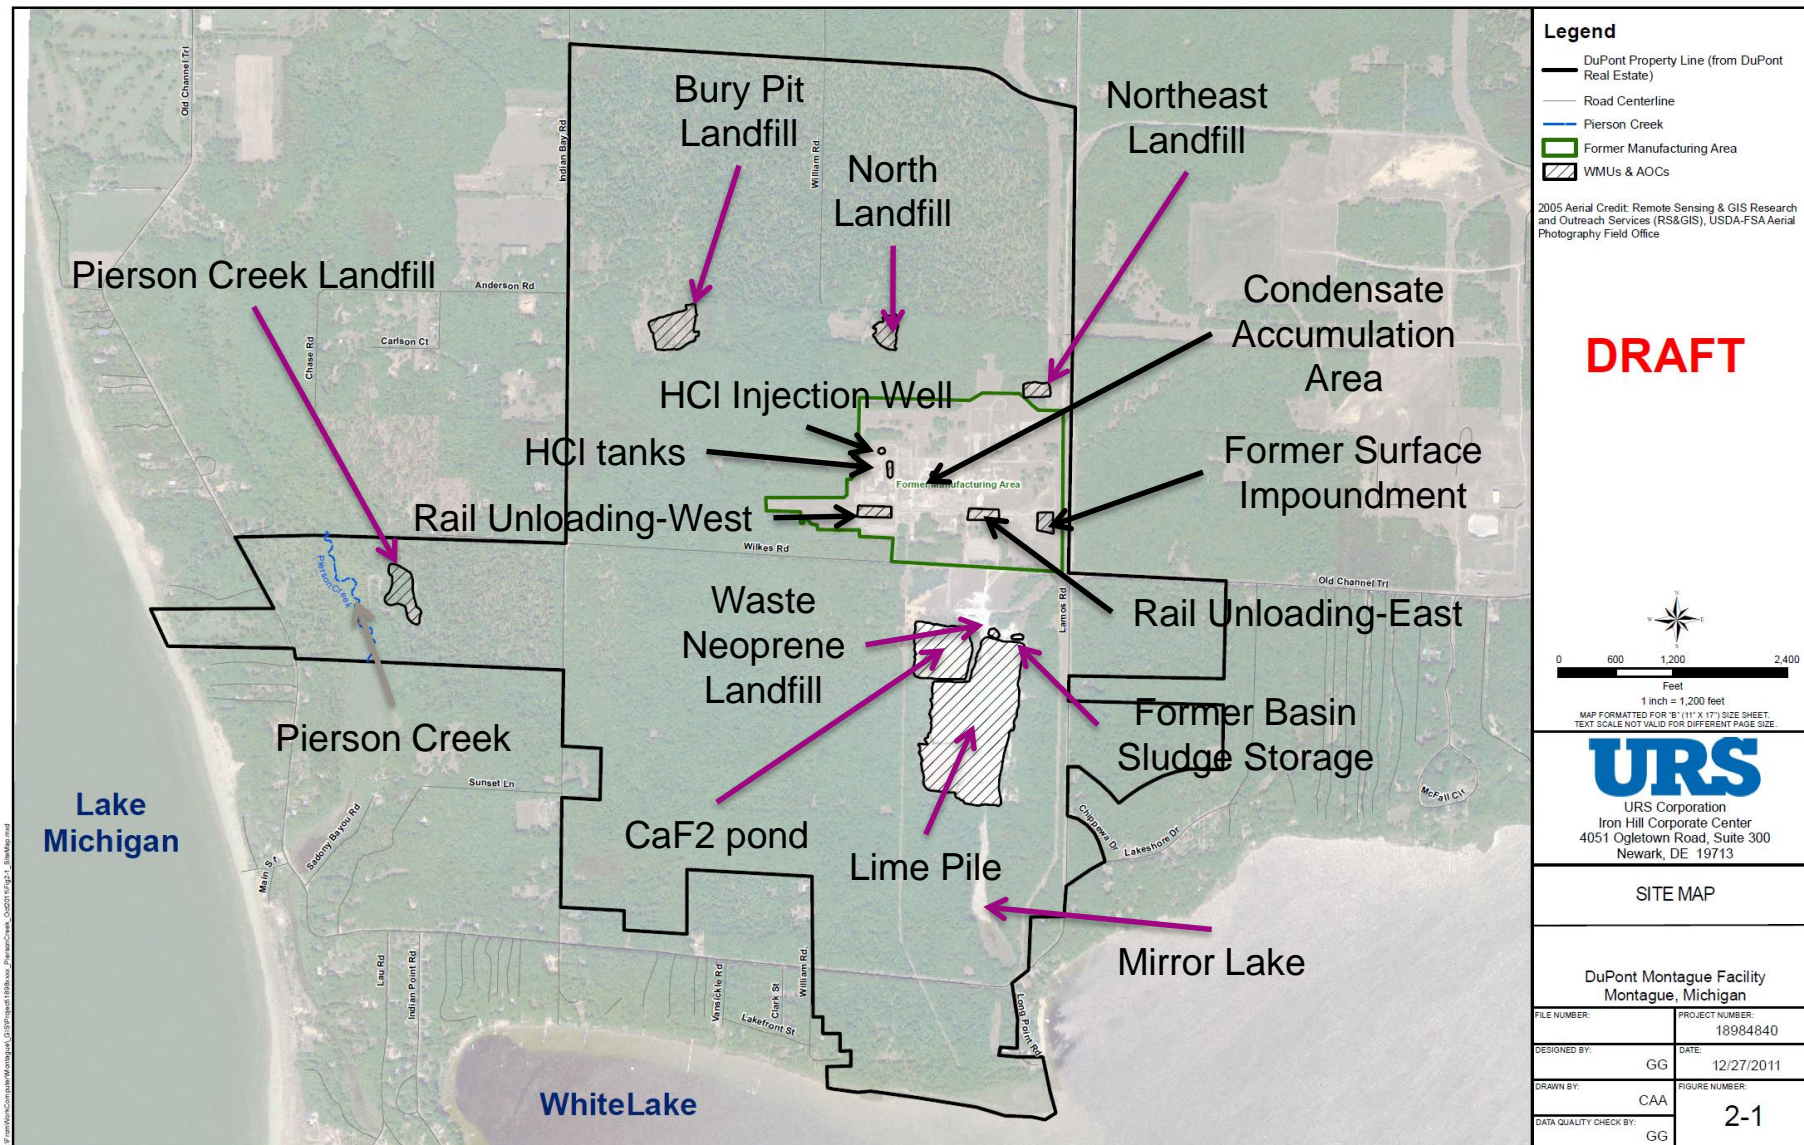 Bury Pit
Landfill
Northeast
Landfill
North
Landfill
Pierson Creek Landfill
Condensate
Accumulation
Area
HCl Injection Well
HCl tanks
Former Surface
Impoundment
Rail Unloading-West
Former Manufacturing Area
Waste
Neoprene
Landfill
Rail Unloading-East
Pierson Creek
Former Basin
Sludge Storage
CaF2 pond
Lime Pile
Mirror Lake
Lake
Michigan
WhiteLake
Old Channel Trl
Indian Bay Rd
William Rd.
Anderson Rd
Carlson Ct
Chase Rd
Wilkes Rd
Pierson Creek
Old Channel Trl
Lamos Rd
Sunset Ln
Sadony Bayou Rd
Main St
Chippewa Dr
Lakeshore Dr
McFall Cir
Lau Rd
Indian Point Rd
Vansickle Rd
Clark St
William Rd.
Lakefront St
Long Point Rd
Legend
DuPont Property Line (from DuPont
Real Estate)
Road Centerline
Pierson Creek
Former Manufacturing Area
WMUs & AOCs
2005 Aerial Credit: Remote Sensing & GIS Research
and Outreach Services (RS&GIS), USDA-FSA Aerial
Photography Field Office
DRAFT
N
W
E
S
0 600 1,200 2,400
Feet
1 inch = 1,200 feet
MAP FORMATTED FOR "B" (11" X 17") SIZE SHEET.
TEXT SCALE NOT VALID FOR DIFFERENT PAGE SIZE.
URS
URS Corporation
Iron Hill Corporate Center
4051 Ogletown Road, Suite 300
Newark, DE 19713
SITE MAP
DuPont Montague Facility
Montague, Michigan
FILE NUMBER:
PROJECT NUMBER:
18984840
DESIGNED BY:
GG
DATE:
12/27/2011
DRAWN BY:
CAA
FIGURE NUMBER:
2-1
DATA QUALITY CHECK BY:
GG